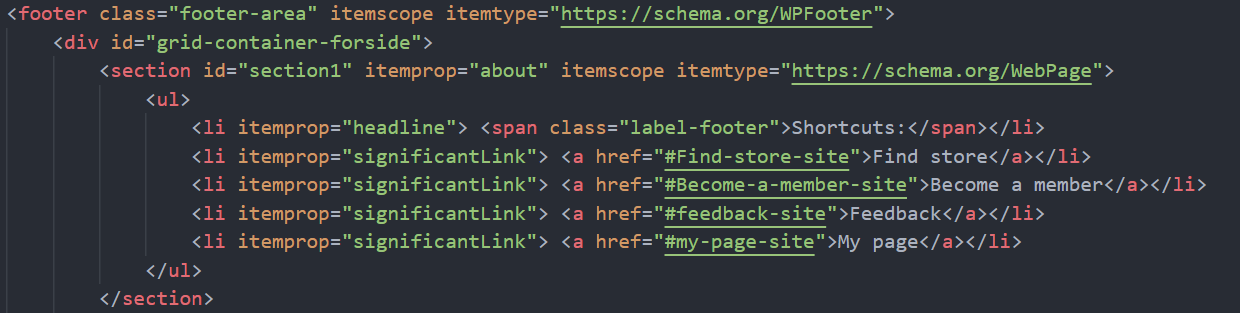 <footer class="footer-area" itemscope itemtype="https://schema.org/WPFooter">
    <div id="grid-container-forside">
        <section id="section1" itemprop="about" itemscope itemtype="https://schema.org/WebPage">
            <ul>
                <li itemprop="headline"> <span class="label-footer">Shortcuts:</span></li>
                <li itemprop="significantLink"> <a href="#Find-store-site">Find store</a></li>
                <li itemprop="significantLink"> <a href="#Become-a-member-site">Become a member</a></li>
                <li itemprop="significantLink"> <a href="#feedback-site">Feedback</a></li>
                <li itemprop="significantLink"> <a href="#my-page-site">My page</a></li>
            </ul>
        </section>